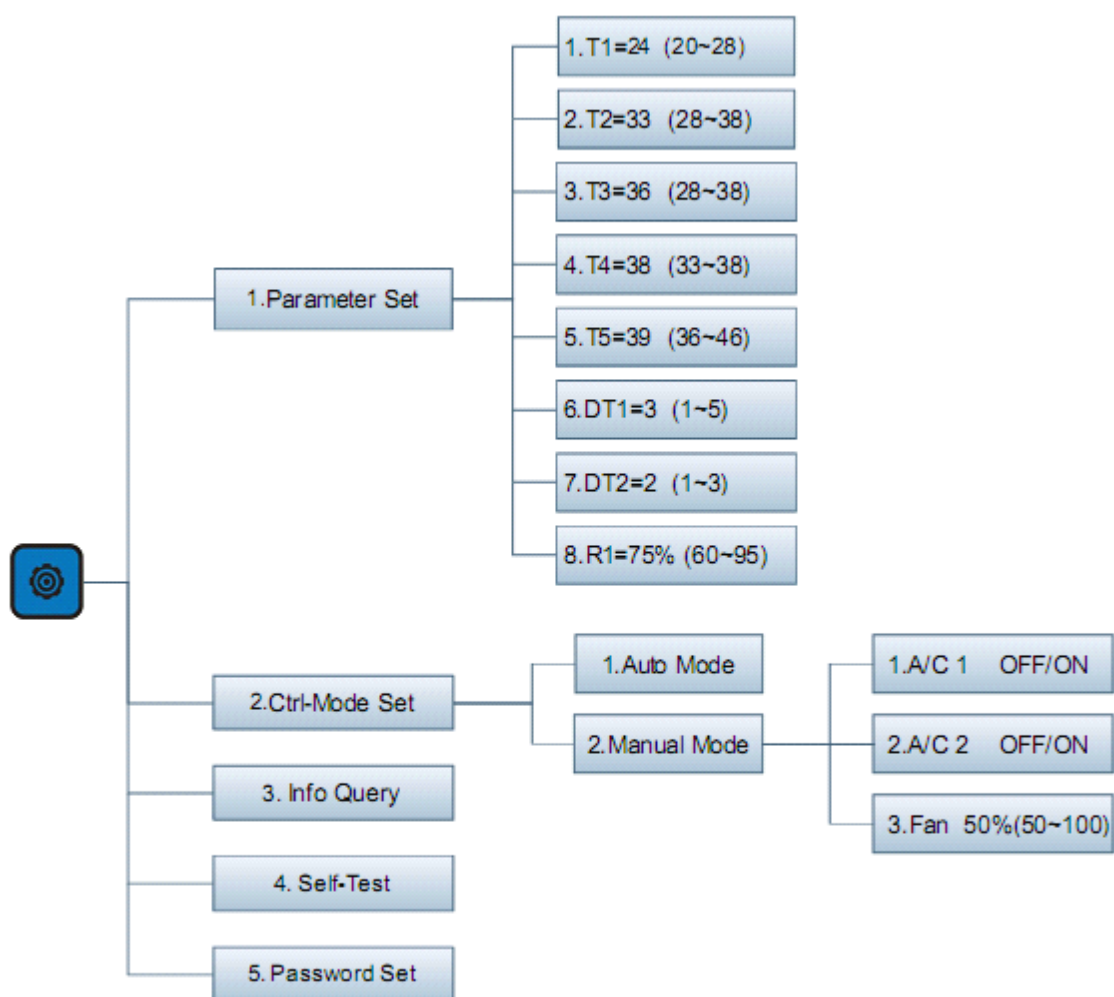 1.T1=24 (20~28)
2.T2=33 (28~38)
3.T3=36 (28~38)
4.T4=38 (33~38)
1.Parameter Set
5.T5=39 (36~46)
6.DT1=3 (1~5)
7.DT2=2 (1~3)
8.R1=75% (60~95)
1.Auto Mode
1.A/C 1 OFF/ON
2.Ctrl-Mode Set
2.Manual Mode
2.A/C 2 OFF/ON
3. Info Query
3.Fan 50%(50~100)
4. Self-Test
5. Password Set